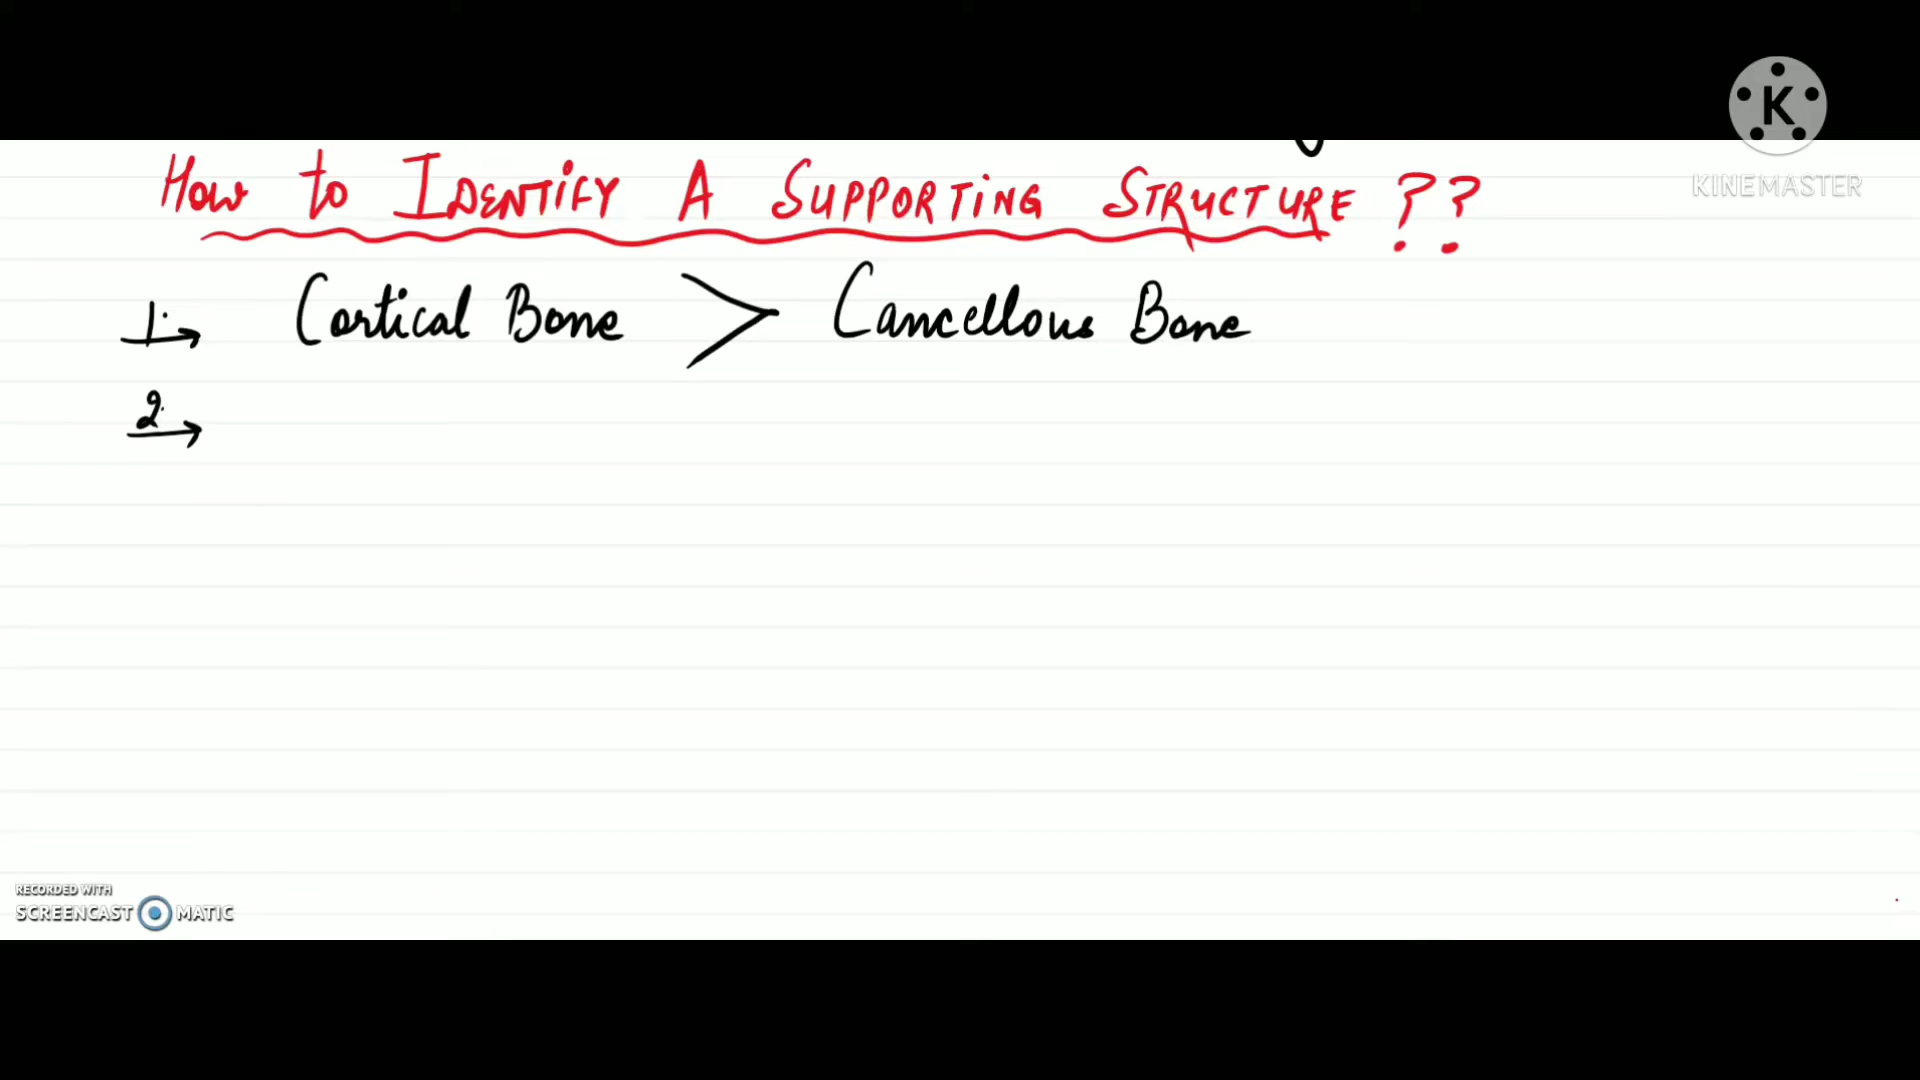 K
KINEMASTER
How to IDENTIFY A SUPPORTING STRUCTURE ??
1. → Cortical Bone > Cancellous Bone
2. →
RECORDED WITH
SCREENCAST MATIC